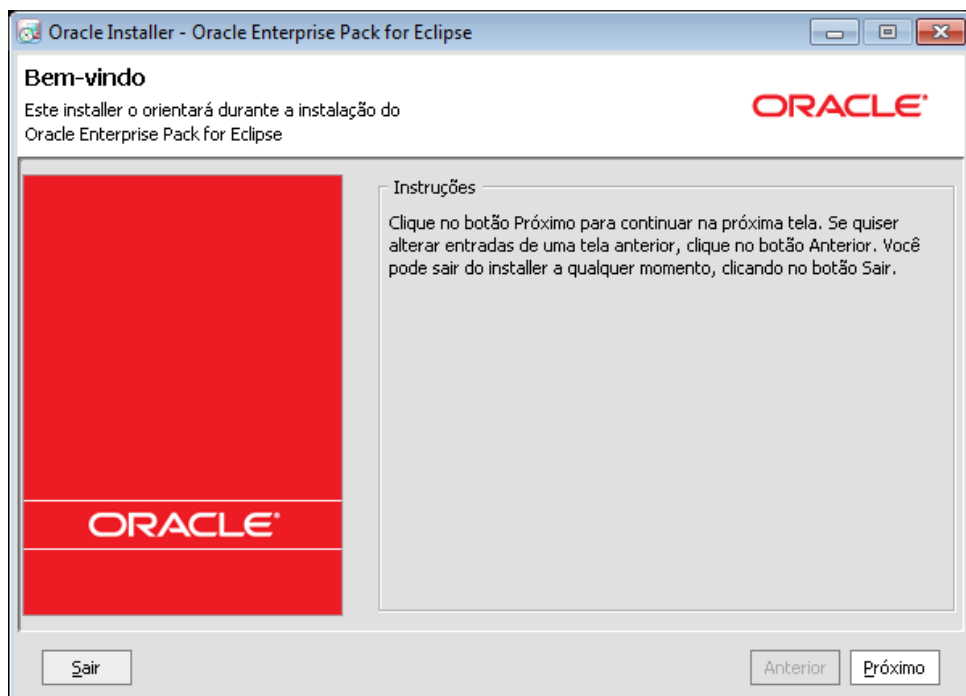 Oracle Installer - Oracle Enterprise Pack for Eclipse
Bem-vindo
Este installer o orientará durante a instalação do
Oracle Enterprise Pack for Eclipse
ORACLE
Instruções
Clique no botão Próximo para continuar na próxima tela. Se quiser
alterar entradas de uma tela anterior, clique no botão Anterior. Você
pode sair do installer a qualquer momento, clicando no botão Sair.
ORACLE
Sair
Anterior
Próximo